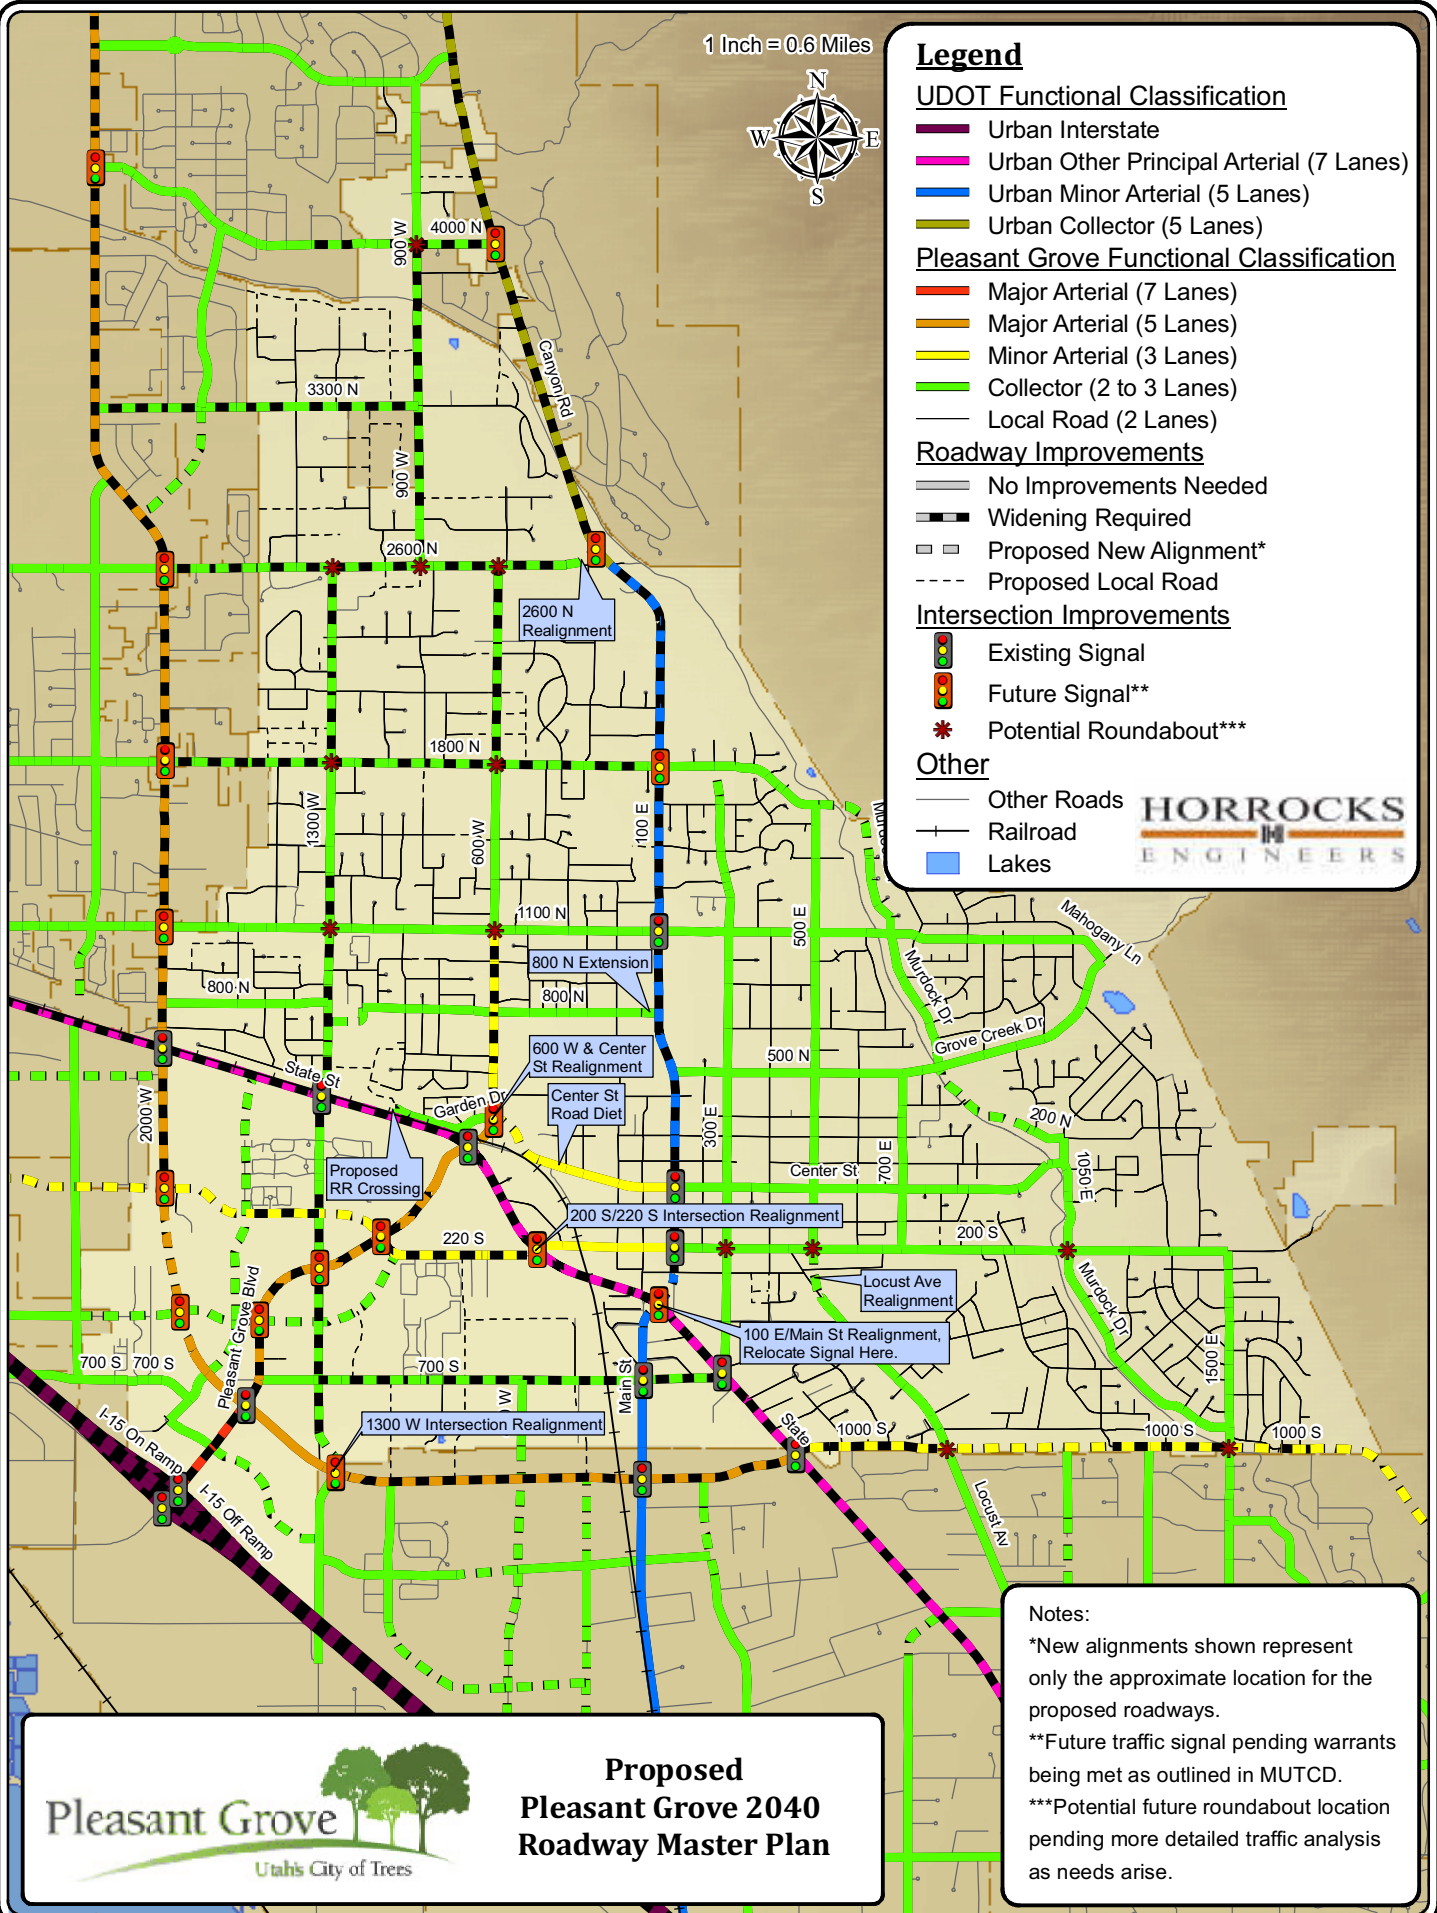 1 Inch = 0.6 Miles
N
W
E
S
Legend
UDOT Functional Classification
Urban Interstate
Urban Other Principal Arterial (7 Lanes)
Urban Minor Arterial (5 Lanes)
Urban Collector (5 Lanes)
Pleasant Grove Functional Classification
Major Arterial (7 Lanes)
Major Arterial (5 Lanes)
Minor Arterial (3 Lanes)
Collector (2 to 3 Lanes)
Local Road (2 Lanes)
Roadway Improvements
No Improvements Needed
Widening Required
Proposed New Alignment*
Proposed Local Road
Intersection Improvements
Existing Signal
Future Signal**
Potential Roundabout***
Other
Other Roads
Railroad
Lakes
HORROCKS
ENGINEERS
4000 N
900 W
Canyon Rd
3300 N
900 W
2600 N
2600 N
Realignment
1800 N
1300 W
600 W
100 E
500 E
1100 N
Mahogany Ln
800 N Extension
800 N
800 N
Murdock Dr
Grove Creek Dr
600 W & Center
St Realignment
500 N
State St
Garden Dr
Center St
Road Diet
2000 W
300 E
200 N
Proposed
RR Crossing
Center St
700 E
1050 E
200 S/220 S Intersection Realignment
220 S
200 S
Pleasant Grove Blvd
Locust Ave
Realignment
Murdock Dr
100 E/Main St Realignment,
Relocate Signal Here.
700 S
700 S
700 S
Main St
1500 E
1300 W Intersection Realignment
W
State
1000 S
1000 S
1000 S
I-15 On Ramp
I-15 Off Ramp
Locust Av
Notes:
*New alignments shown represent
only the approximate location for the
proposed roadways.
**Future traffic signal pending warrants
being met as outlined in MUTCD.
***Potential future roundabout location
pending more detailed traffic analysis
as needs arise.
Pleasant Grove
Utah's City of Trees
Proposed
Pleasant Grove 2040
Roadway Master Plan